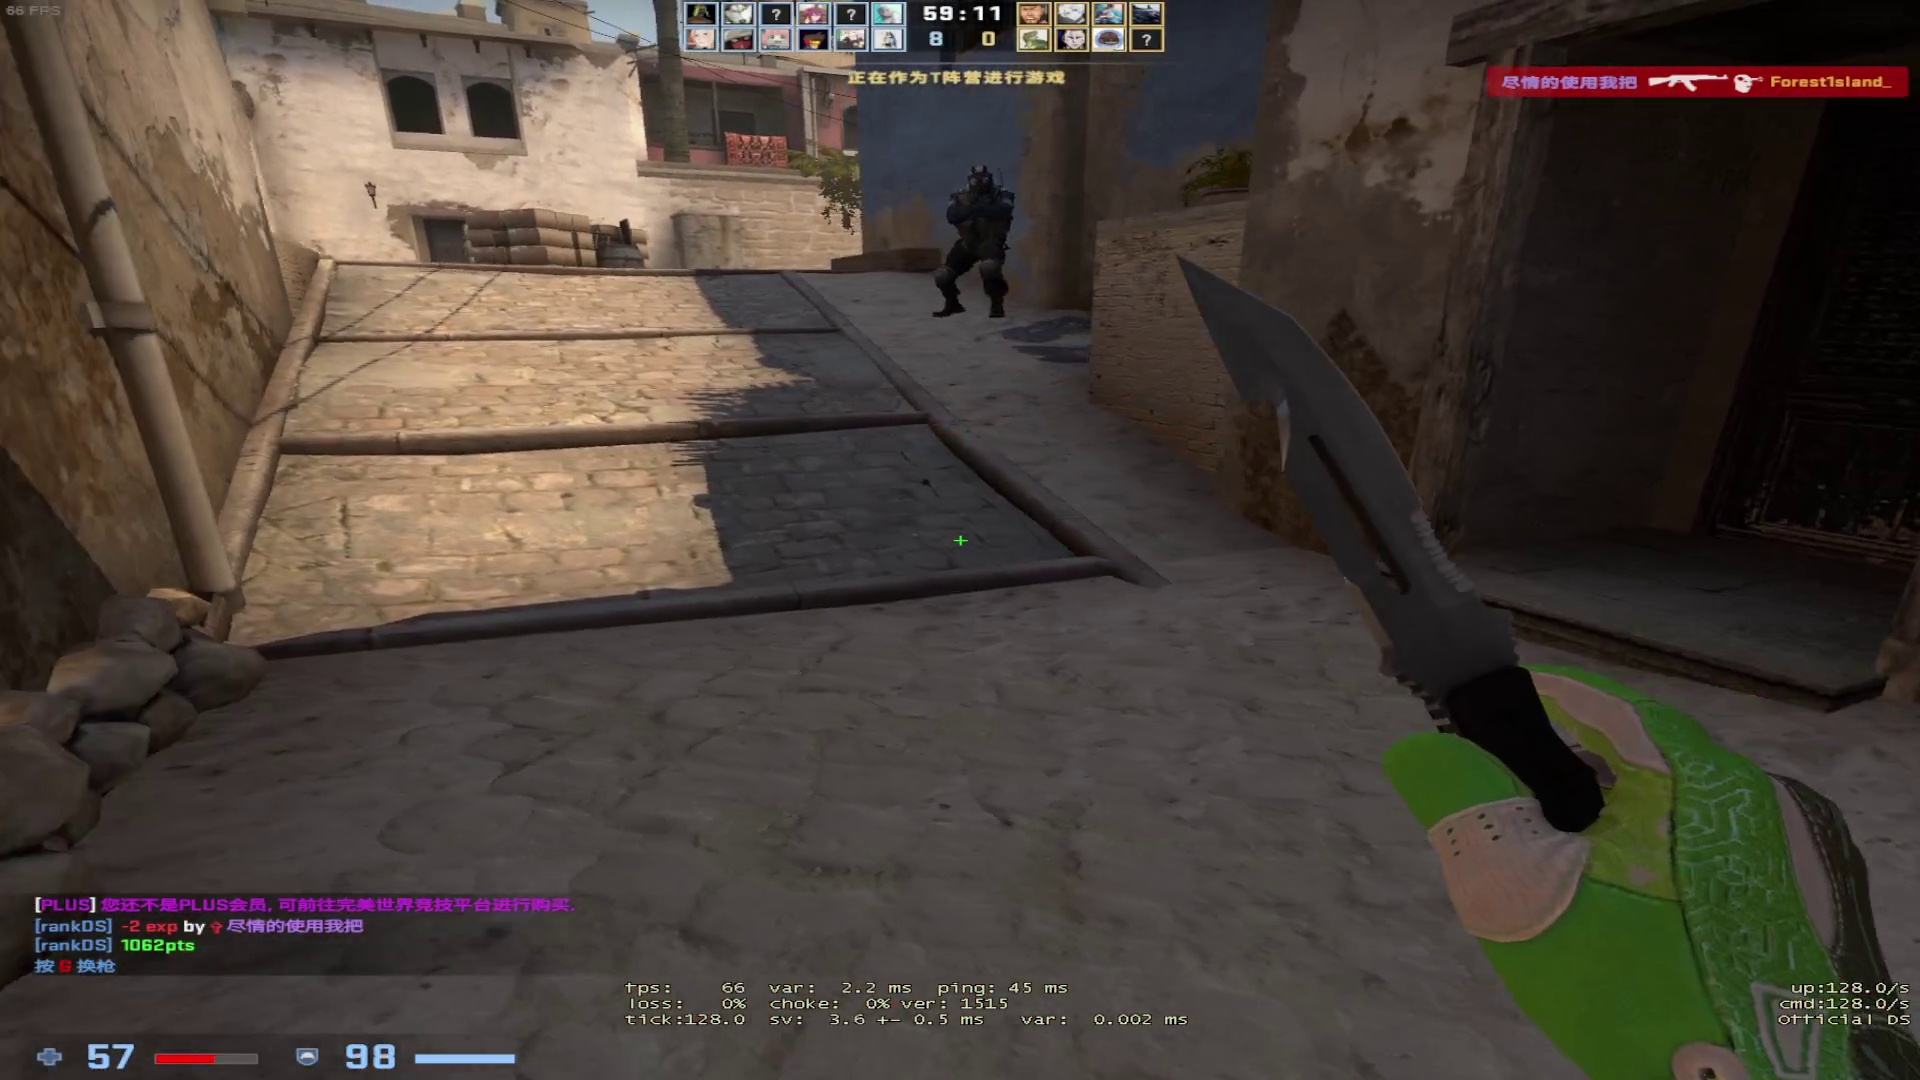 66 FPS
? ? 59:11
8 0 ?
正在作为T阵营进行游戏
尽情的使用我把 Forest1sland_
[PLUS] 您还不是PLUS会员, 可前往完美世界竞技平台进行购买.
[rankDS] -2 exp by 尽情的使用我把
[rankDS] 1062pts
按 G 换枪
fps: 66 var: 2.2 ms ping: 45 ms
loss: 0% choke: 0% ver: 1515
tick:128.0 sv: 3.6 +- 0.5 ms var: 0.002 ms
up:128.0/s
cmd:128.0/s
Official DS
57 98